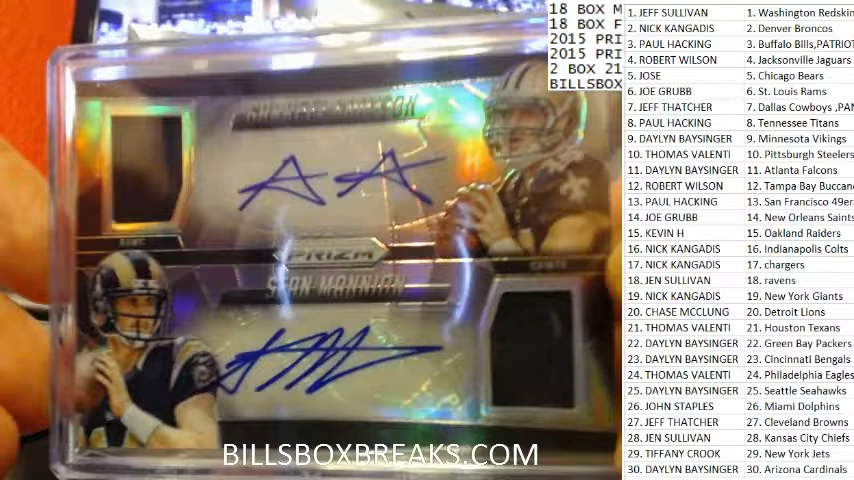 18 BOX M
18 BOX F
2015 PRI
2015 PRI
2 BOX 21
BILLSBOX
GARRETT GRAYSON
RAMS
PRIZM
SAINTS
SEAN MANNION
BILLSBOXBREAKS.COM
1. JEFF SULLIVAN 1. Washington Redskin
2. NICK KANGADIS 2. Denver Broncos
3. PAUL HACKING 3. Buffalo Bills,PATRIOT
4. ROBERT WILSON 4. Jacksonville Jaguars
5. JOSE 5. Chicago Bears
6. JOE GRUBB 6. St. Louis Rams
7. JEFF THATCHER 7. Dallas Cowboys ,PAN
8. PAUL HACKING 8. Tennessee Titans
9. DAYLYN BAYSINGER 9. Minnesota Vikings
10. THOMAS VALENTI 10. Pittsburgh Steelers
11. DAYLYN BAYSINGER 11. Atlanta Falcons
12. ROBERT WILSON 12. Tampa Bay Buccan
13. PAUL HACKING 13. San Francisco 49er
14. JOE GRUBB 14. New Orleans Saints
15. KEVIN H 15. Oakland Raiders
16. NICK KANGADIS 16. Indianapolis Colts
17. NICK KANGADIS 17. chargers
18. JEN SULLIVAN 18. ravens
19. NICK KANGADIS 19. New York Giants
20. CHASE MCCLUNG 20. Detroit Lions
21. THOMAS VALENTI 21. Houston Texans
22. DAYLYN BAYSINGER 22. Green Bay Packers
23. DAYLYN BAYSINGER 23. Cincinnati Bengals
24. THOMAS VALENTI 24. Philadelphia Eagles
25. DAYLYN BAYSINGER 25. Seattle Seahawks
26. JOHN STAPLES 26. Miami Dolphins
27. JEFF THATCHER 27. Cleveland Browns
28. JEN SULLIVAN 28. Kansas City Chiefs
29. TIFFANY CROOK 29. New York Jets
30. DAYLYN BAYSINGER 30. Arizona Cardinals